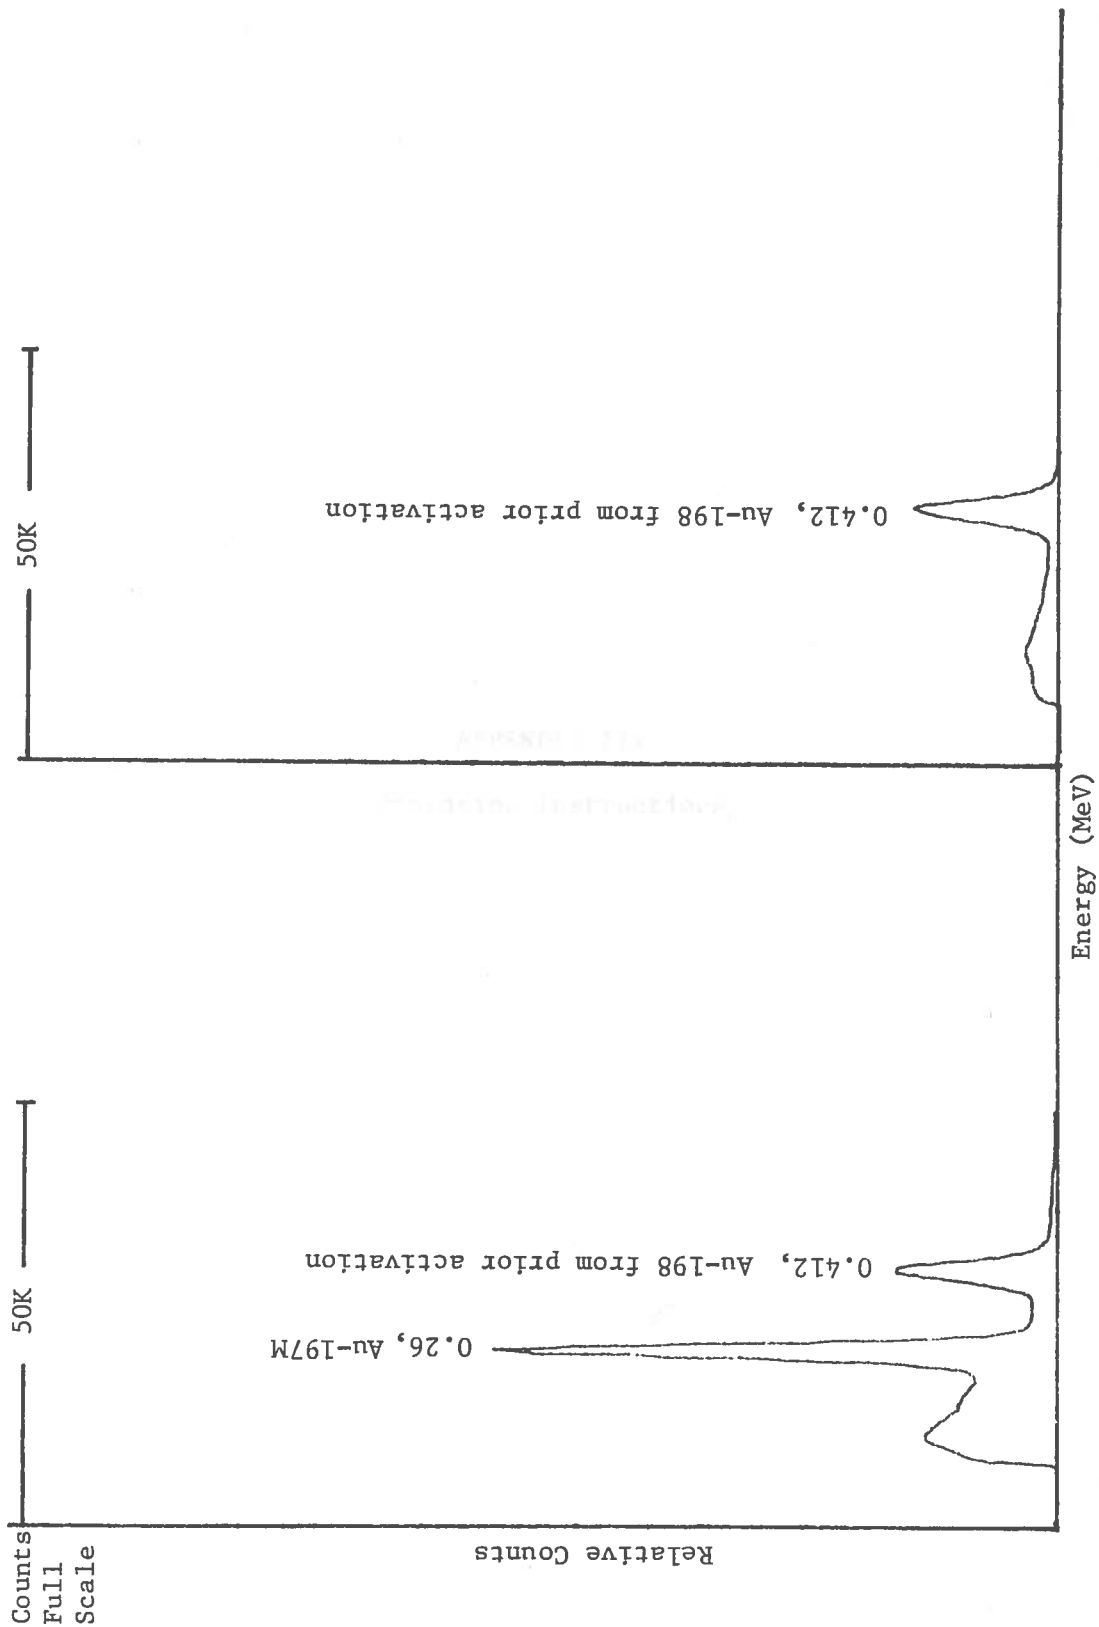 Counts
Full
Scale
50K
50K
Relative Counts
0.26, Au-197M
0.412, Au-198 from prior activation
0.412, Au-198 from prior activation
Energy (MeV)